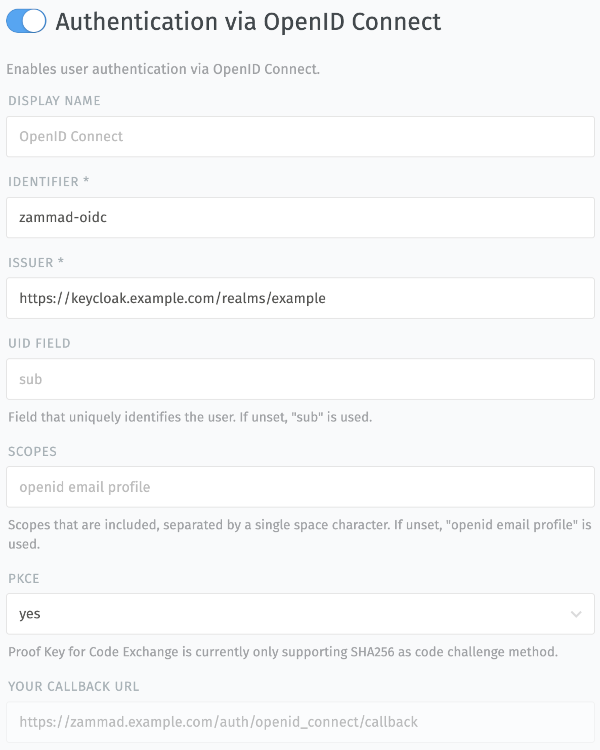 Authentication via OpenID Connect
Enables user authentication via OpenID Connect.
DISPLAY NAME
OpenID Connect
IDENTIFIER *
zammad-oidc
ISSUER *
https://keycloak.example.com/realms/example
UID FIELD
sub
Field that uniquely identifies the user. If unset, "sub" is used.
SCOPES
openid email profile
Scopes that are included, separated by a single space character. If unset, "openid email profile" is
used.
PKCE
yes
Proof Key for Code Exchange is currently only supporting SHA256 as code challenge method.
YOUR CALLBACK URL
https://zammad.example.com/auth/openid_connect/callback